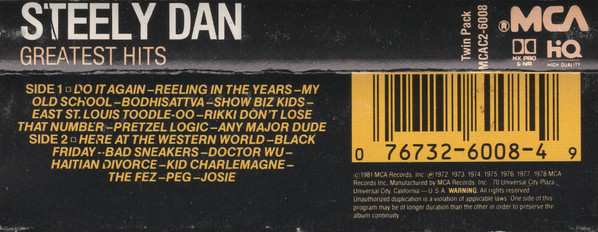 STEELY DAN
GREATEST HITS
SIDE 1 □ DO IT AGAIN–REELING IN THE YEARS–MY
OLD SCHOOL–BODHISATTVA–SHOW BIZ KIDS–
EAST ST. LOUIS TOODLE-OO–RIKKI DON'T LOSE
THAT NUMBER–PRETZEL LOGIC–ANY MAJOR DUDE
SIDE 2 □ HERE AT THE WESTERN WORLD–BLACK
FRIDAY–BAD SNEAKERS–DOCTOR WU–
HAITIAN DIVORCE–KID CHARLEMAGNE–
THE FEZ–PEG–JOSIE
Twin Pack
MCAC2-6008
®MCA
HX PRO
& NR
HiQ
HIGH QUALITY
0 76732-6008-4 9
©1981 MCA Records. Inc. ℗1972 1973 1974 1975 1976 1977 1978 MCA
Records Inc. Manufactured by MCA Records Inc. 70 Universal City Plaza
Universal City. California — U.S.A. WARNING: All rights reserved
Unauthorized duplication is a violation of applicable laws. One side of this
program may be of longer duration than the other in order to preserve the
album continuity